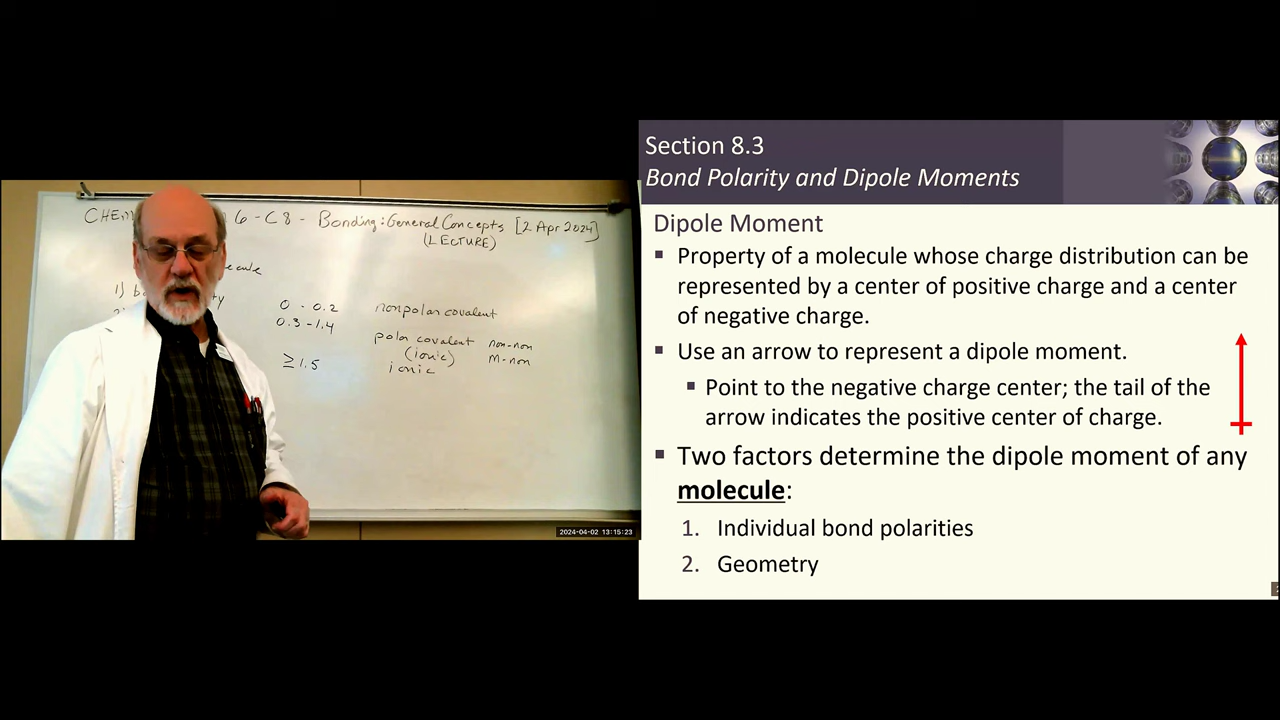 CHEM 6 - C8 - Bonding: General Concepts [2 Apr 2024]
(LECTURE)
1)
0 - 0.2 nonpolar covalent
0.3 - 1.4 polar covalent non-non
(ionic) M-non
≥ 1.5 ionic
2024-04-02 13:15:23
Section 8.3
Bond Polarity and Dipole Moments
Dipole Moment
▪ Property of a molecule whose charge distribution can be
represented by a center of positive charge and a center
of negative charge.
▪ Use an arrow to represent a dipole moment.
▪ Point to the negative charge center; the tail of the
arrow indicates the positive center of charge.
▪ Two factors determine the dipole moment of any
molecule:
1. Individual bond polarities
2. Geometry